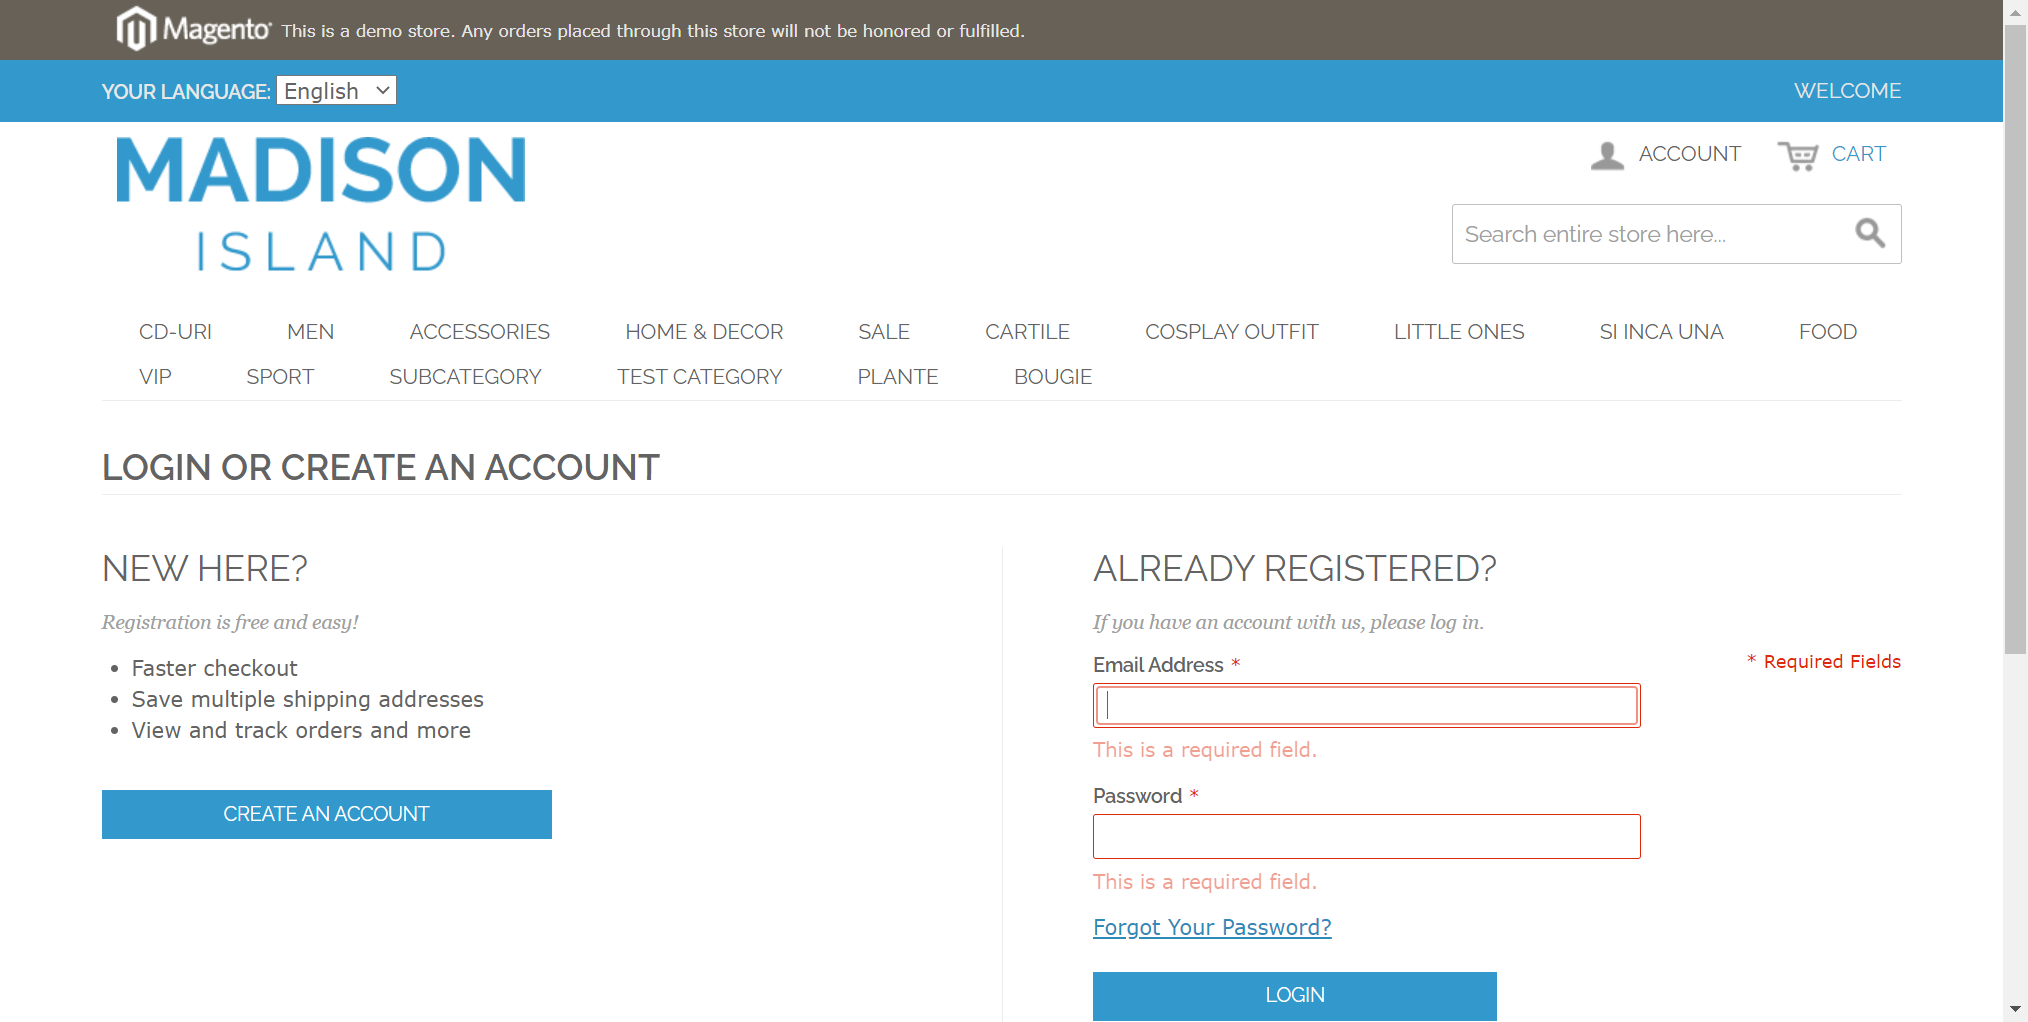 Magento This is a demo store. Any orders placed through this store will not be honored or fulfilled.
YOUR LANGUAGE: English WELCOME
MADISON
ISLAND
ACCOUNT CART
Search entire store here...
CD-URI MEN ACCESSORIES HOME & DECOR SALE CARTILE COSPLAY OUTFIT LITTLE ONES SI INCA UNA FOOD
VIP SPORT SUBCATEGORY TEST CATEGORY PLANTE BOUGIE
LOGIN OR CREATE AN ACCOUNT
NEW HERE?
Registration is free and easy!
• Faster checkout
• Save multiple shipping addresses
• View and track orders and more
CREATE AN ACCOUNT
ALREADY REGISTERED?
If you have an account with us, please log in.
* Required Fields
Email Address *
This is a required field.
Password *
This is a required field.
Forgot Your Password?
LOGIN